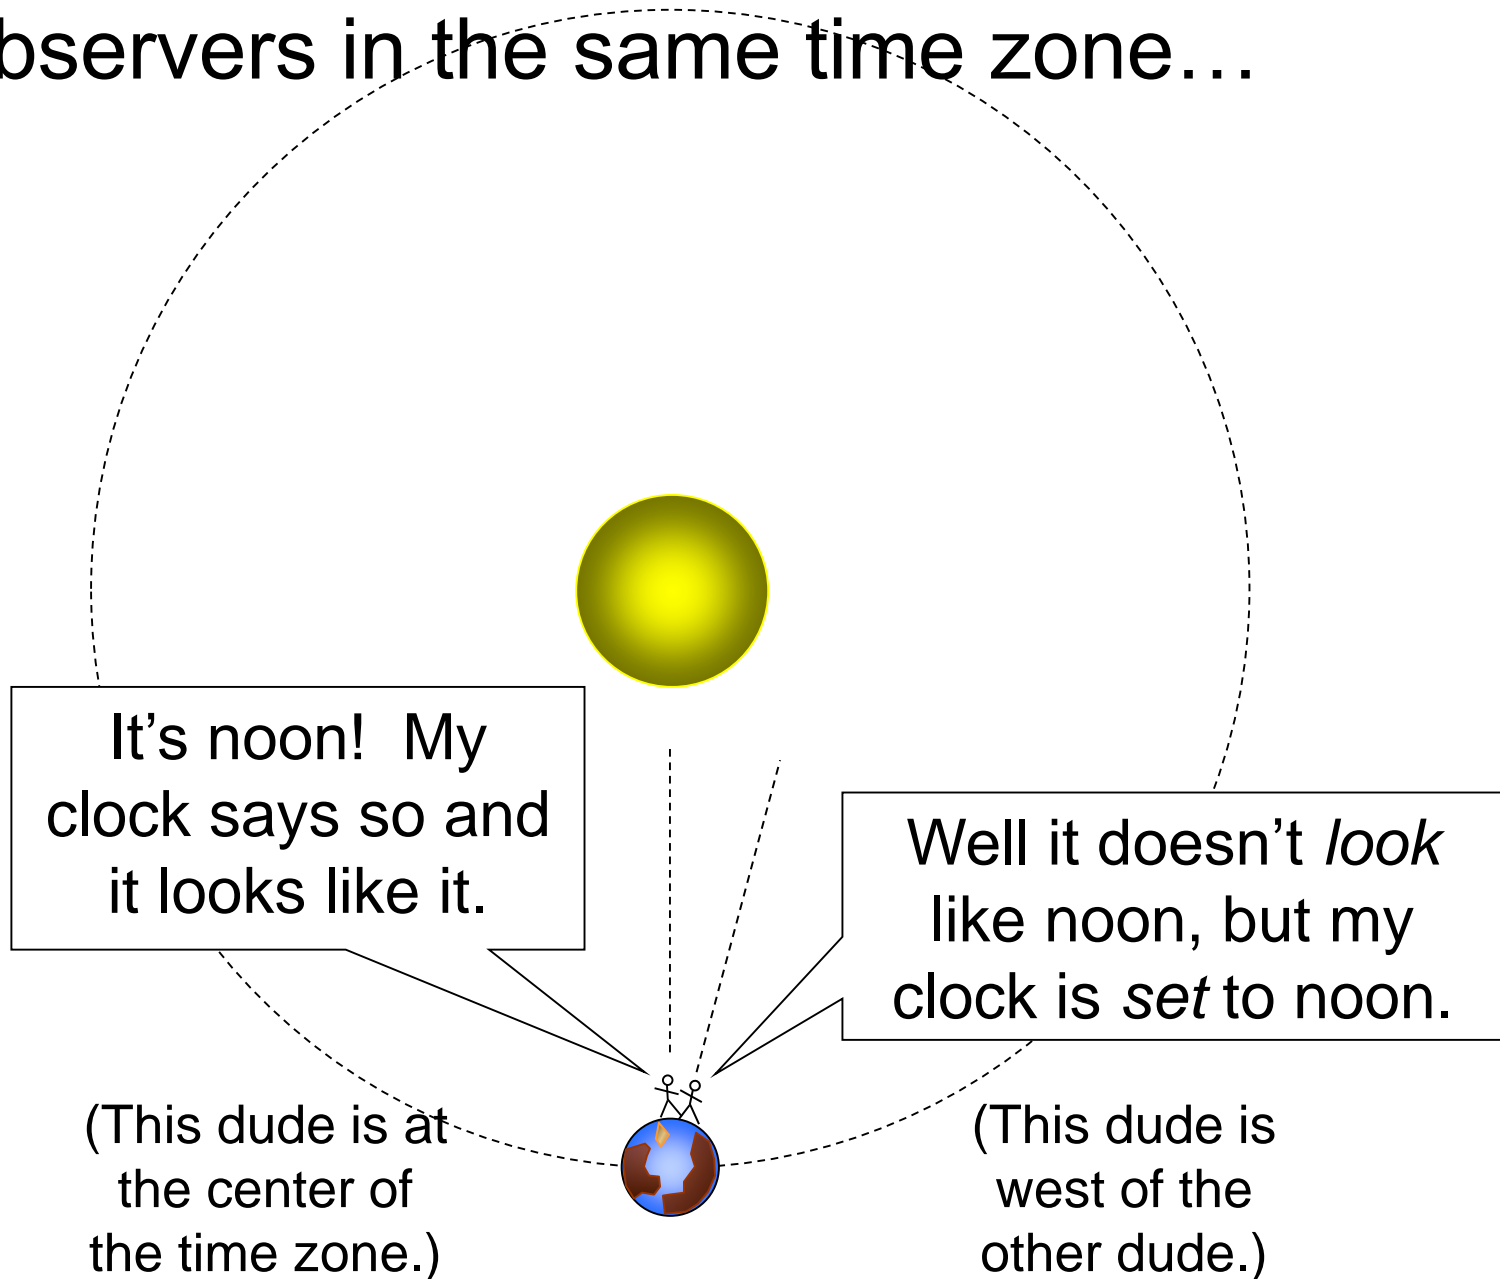 bservers in the same time zone…
It’s noon!  My
clock says so and
it looks like it.
Well it doesn’t look
like noon, but my
clock is set to noon.
(This dude is at
the center of
the time zone.)
(This dude is
west of the
other dude.)